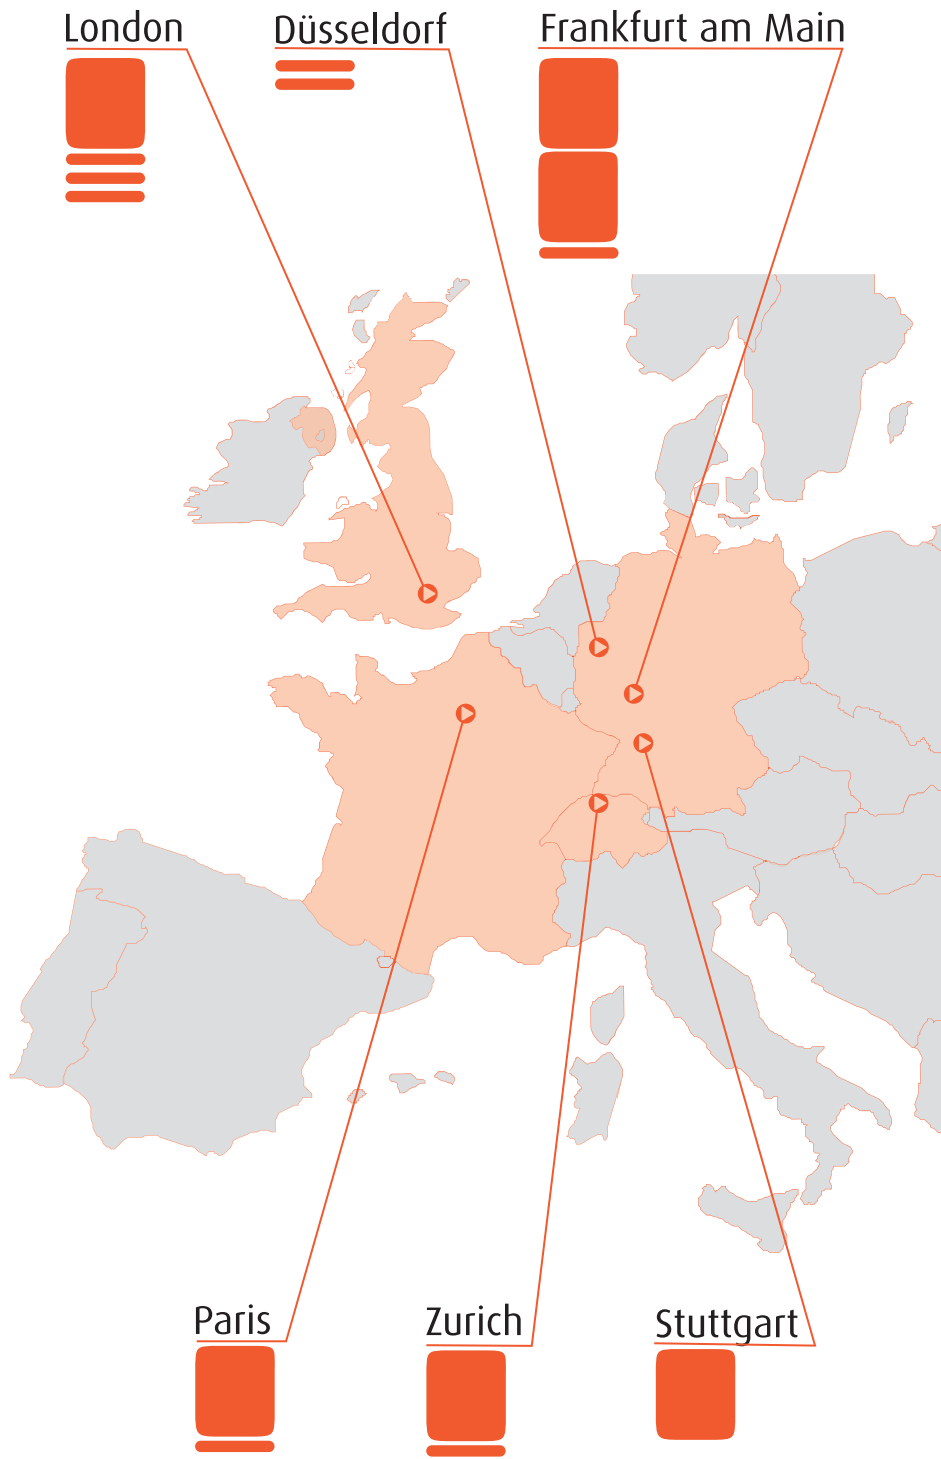 London
Düsseldorf
Frankfurt am Main
Paris
Zurich
Stuttgart